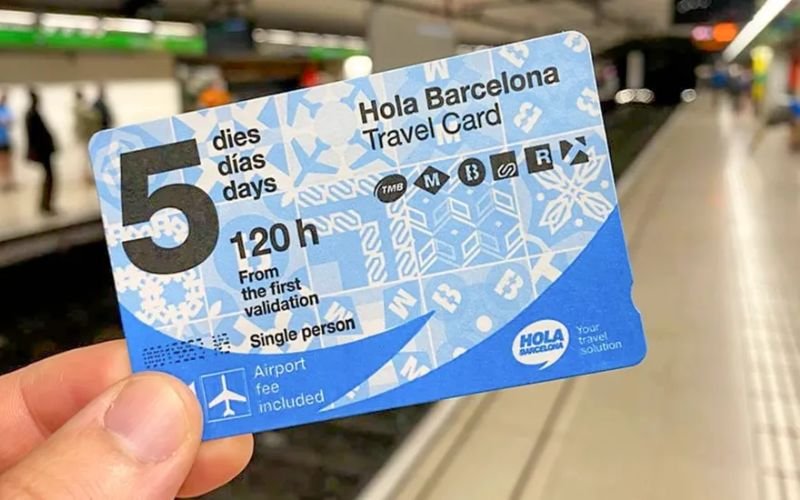 Hola Barcelona
Travel Card
5 dies
días
days
TMB M B R
120 h
From
the first
validation
Single person
Airport
fee
included
HOLA
BARCELONA
Your
travel
solution